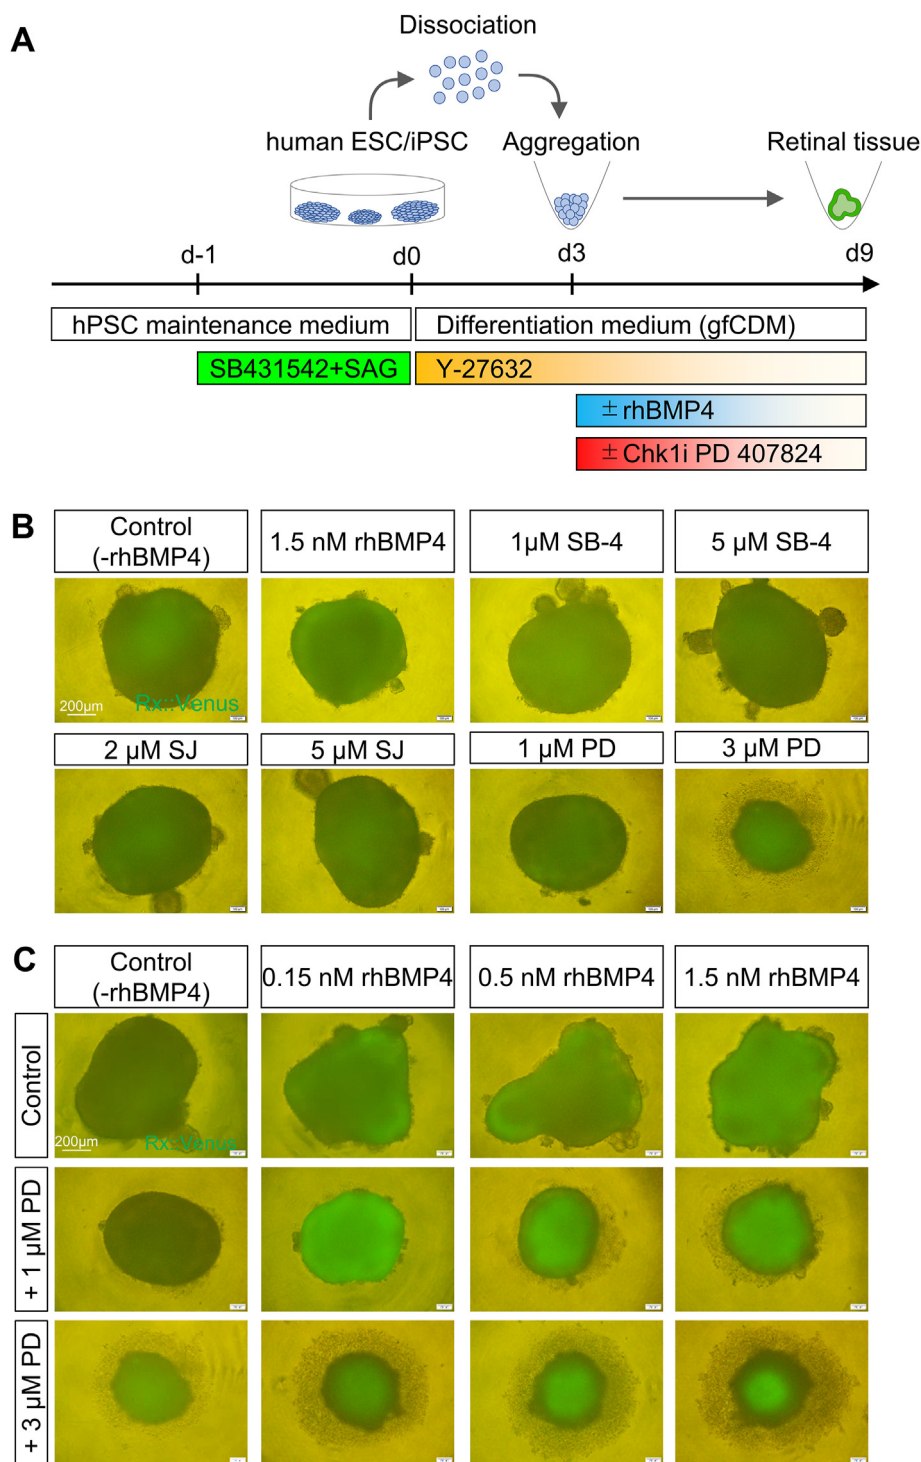 A
Dissociation
human ESC/iPSC
Aggregation
Retinal tissue
d-1
d0
d3
d9
hPSC maintenance medium
Differentiation medium (gfCDM)
SB431542+SAG
Y-27632
±rhBMP4
±Chk1i PD 407824
B
Control
(-rhBMP4)
1.5 nM rhBMP4
1µM SB-4
5 µM SB-4
200µm
Rx::Venus
2 µM SJ
5 µM SJ
1 µM PD
3 µM PD
C
Control
(-rhBMP4)
0.15 nM rhBMP4
0.5 nM rhBMP4
1.5 nM rhBMP4
Control
200µm
Rx::Venus
+ 1 µM PD
+ 3 µM PD